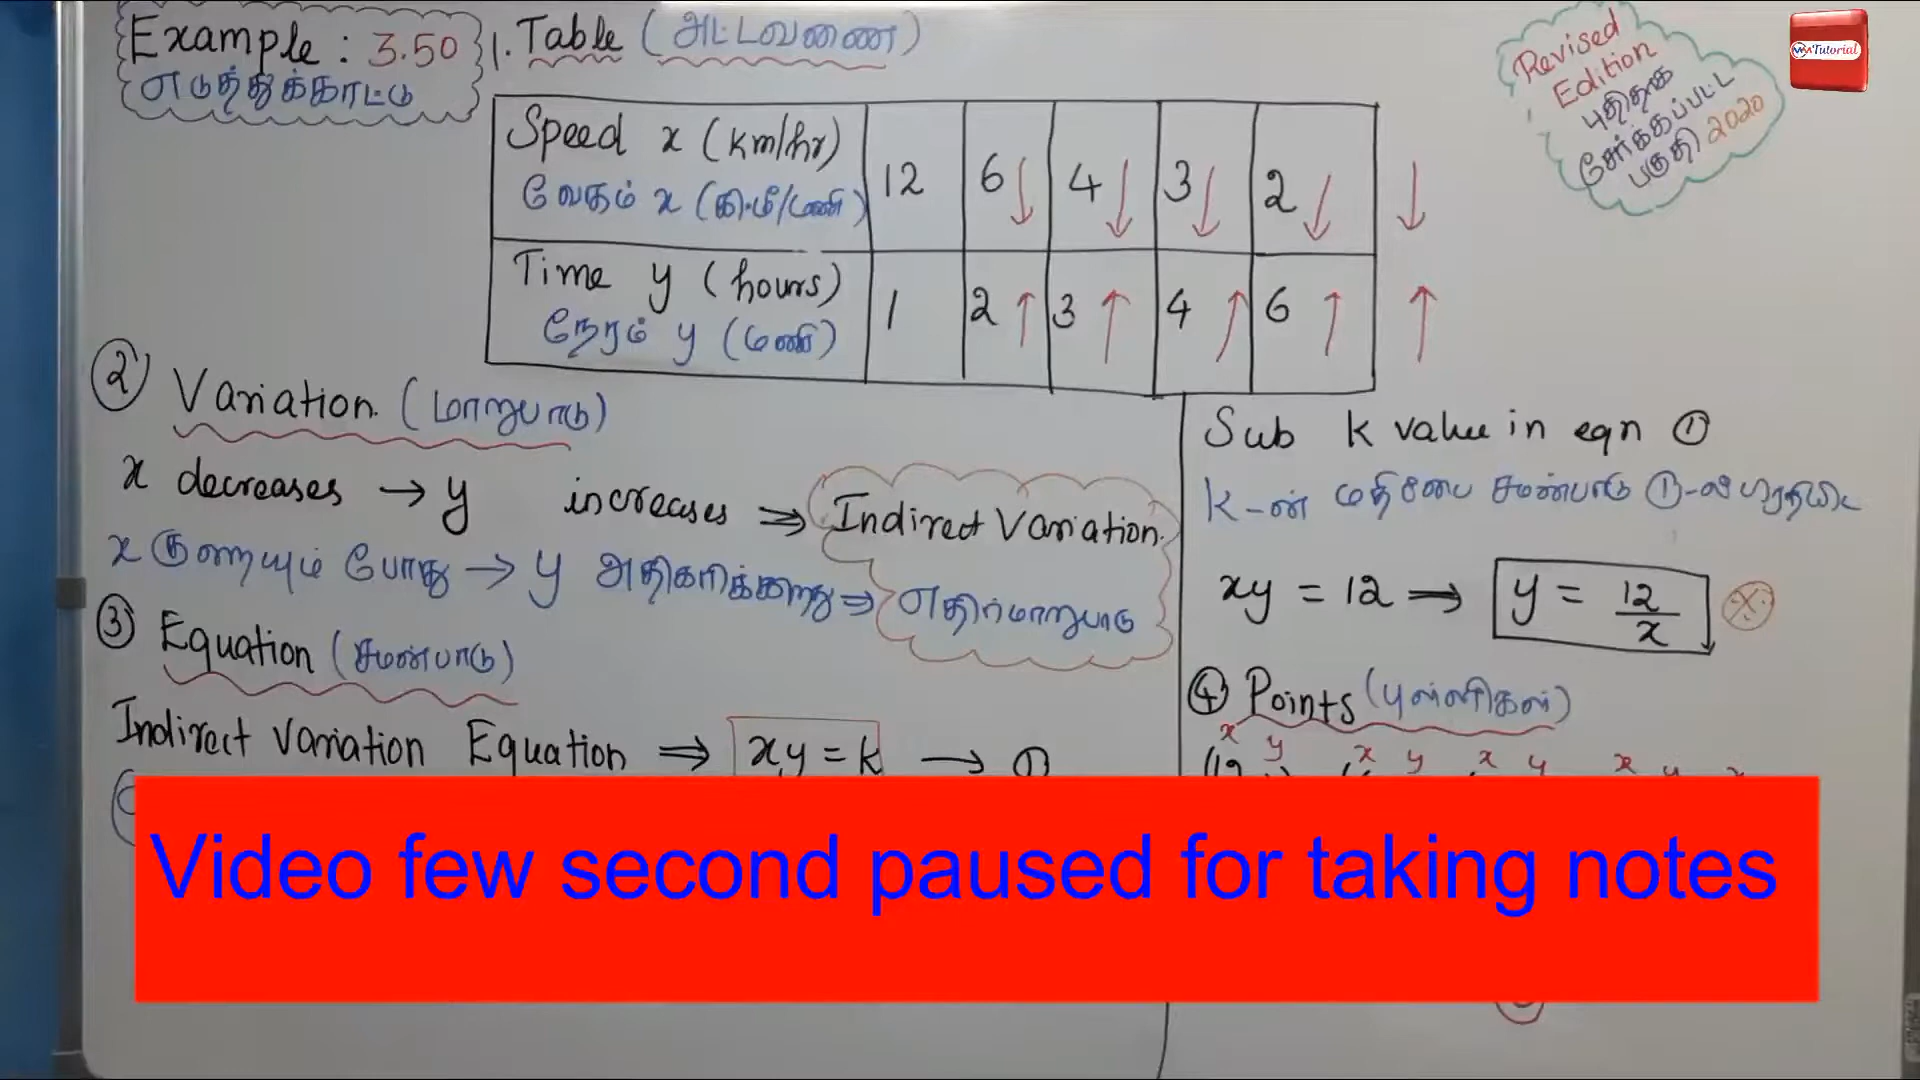 Example : 3.50
எடுத்துக்காட்டு
1. Table (அட்டவணை)
Revised
Edition
புதிதாக
சேர்க்கப்பட்ட
பகுதி 2020
WinTutorial
Speed x (km/hr) 12 6 4 3 2
வேகம் x (கி.மீ/மணி)
Time y (hours) 1 2 3 4 6
நேரம் y (மணி)
② Variation (மாறுபாடு)
x decreases → y increases ⇒ Indirect Variation.
x குறையும் போது → y அதிகரிக்கிறது ⇒ எதிர்மாறுபாடு
③ Equation (சமன்பாடு)
Indirect Variation Equation ⇒ xy = k → ①
Sub k value in eqn ①
k-ன் மதிப்பை சமன்பாடு ①-ல் பிரதியிட
xy = 12 ⇒ y = 12/x
④ Points (புள்ளிகள்)
x y x y x y x
Video few second paused for taking notes